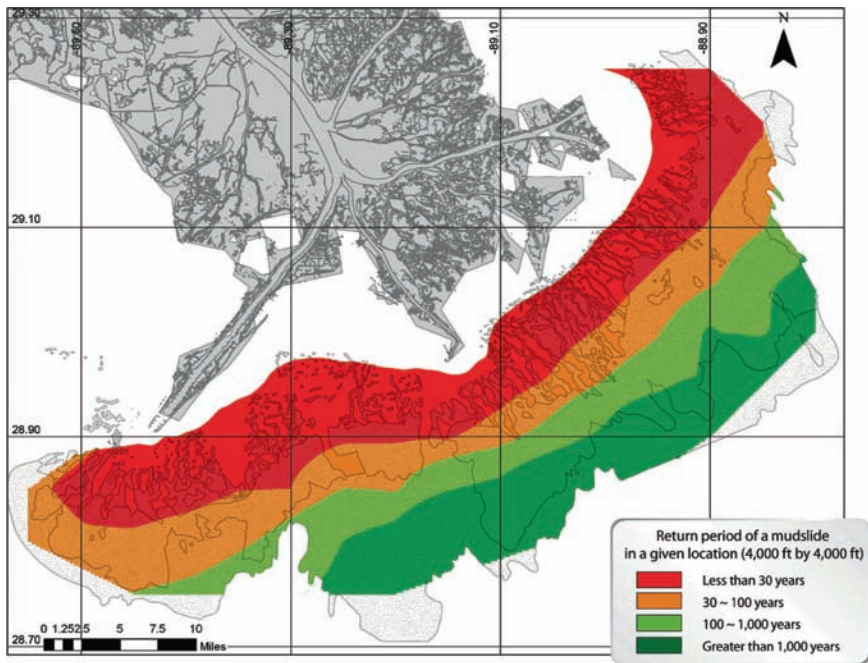 29.30
-89.50
-89.30
-89.10
-88.90
N
29.10
28.90
28.70
0 1.25 2.5 5 7.5 10
Miles
Return period of a mudslide
in a given location (4,000 ft by 4,000 ft)
Less than 30 years
30 ~ 100 years
100 ~ 1,000 years
Greater than 1,000 years